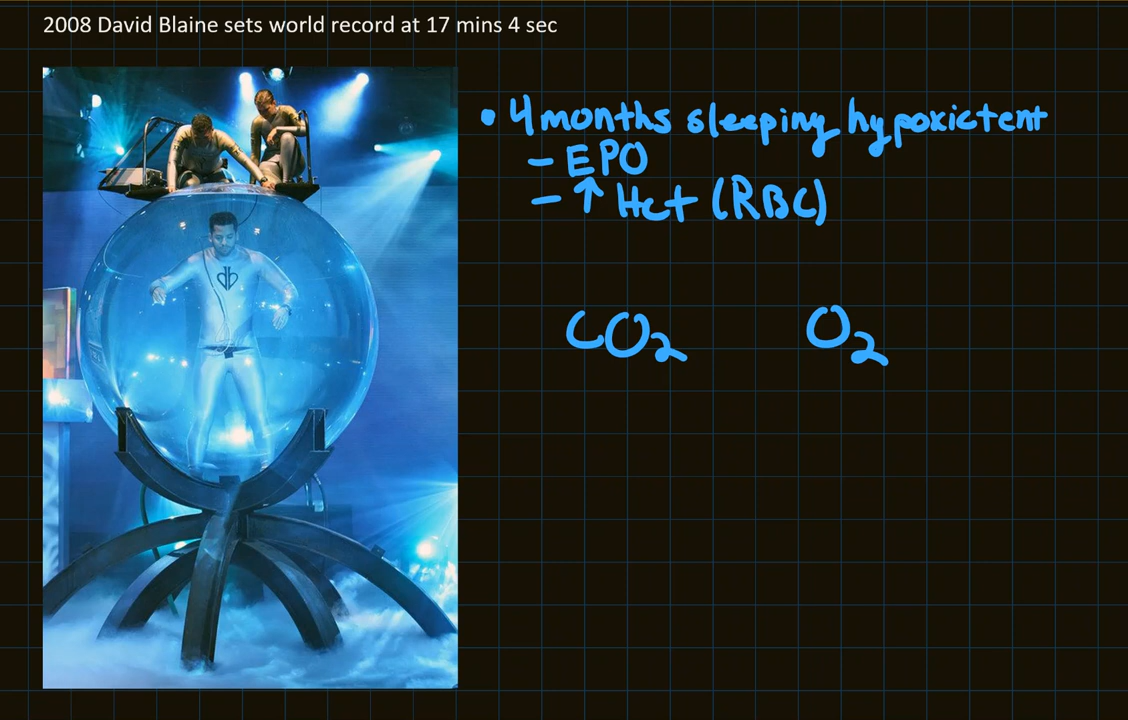 2008 David Blaine sets world record at 17 mins 4 sec
• 4 months sleeping hypoxic tent
– EPO
– ↑ Hct (RBC)
CO₂ O₂
db